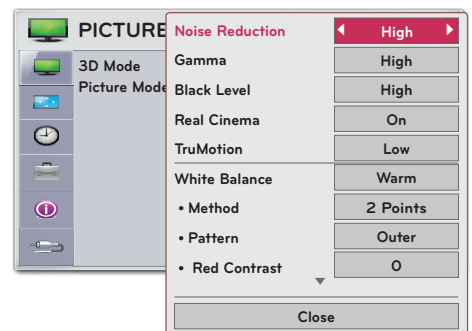 PICTURE
3D Mode
Picture Mode
Noise Reduction High
Gamma High
Black Level High
Real Cinema On
TruMotion Low
White Balance Warm
• Method 2 Points
• Pattern Outer
• Red Contrast 0
Close